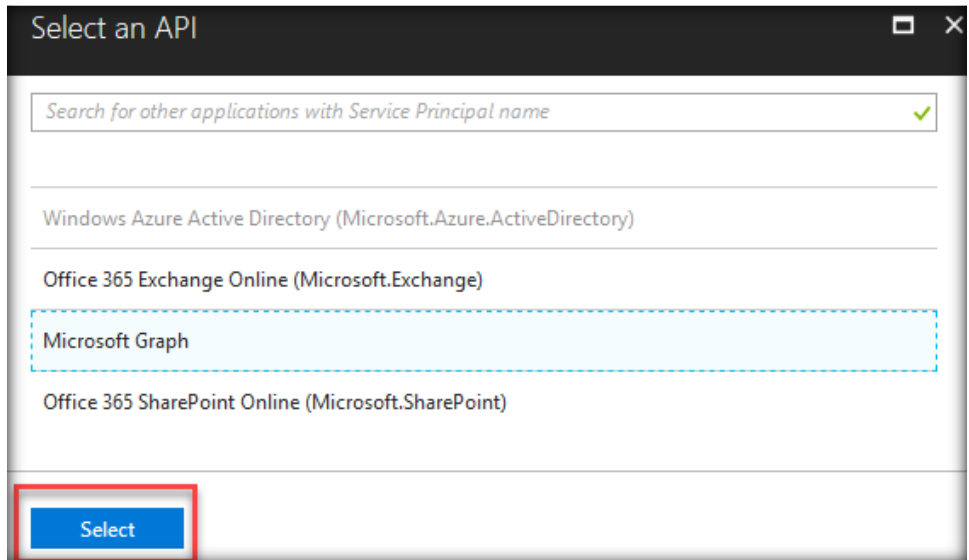 Select an API
Search for other applications with Service Principal name
Windows Azure Active Directory (Microsoft.Azure.ActiveDirectory)
Office 365 Exchange Online (Microsoft.Exchange)
Microsoft Graph
Office 365 SharePoint Online (Microsoft.SharePoint)
Select